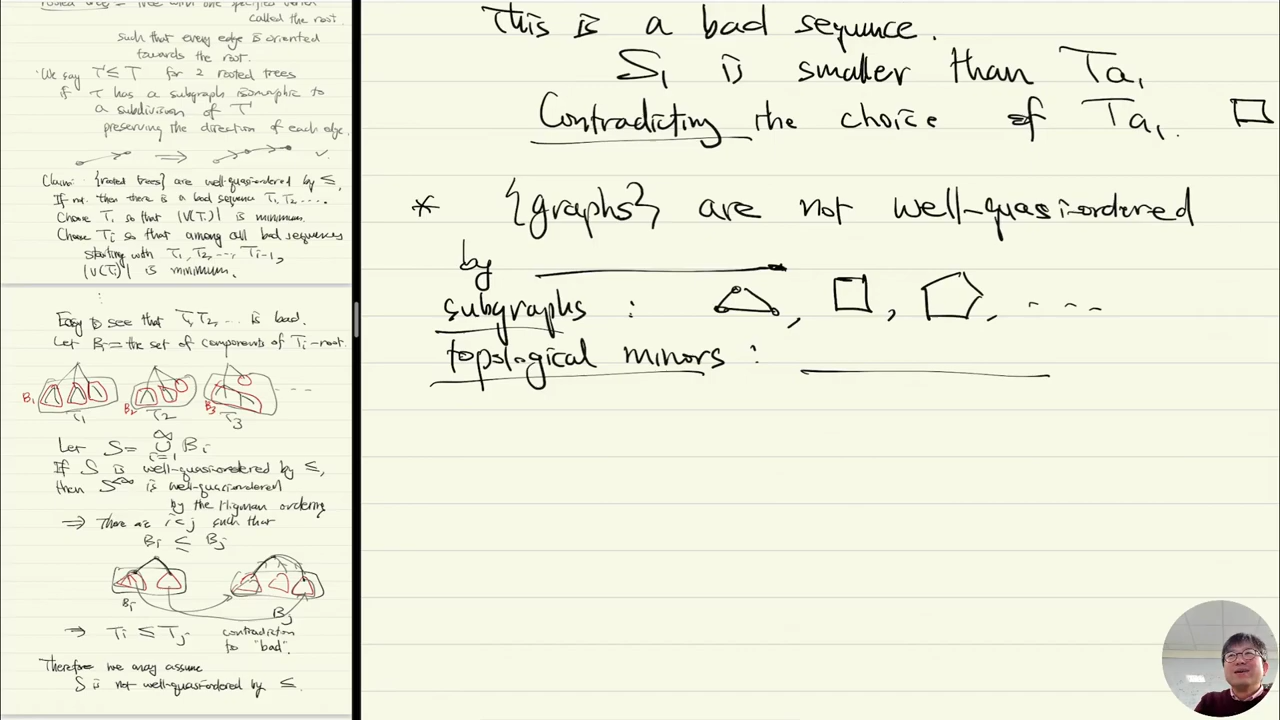 rooted tree = tree with one specified vertex
called the root.
such that every edge is oriented
towards the root.
We say T' ≤ T for 2 rooted trees
if T has a subgraph isomorphic to
a subdivision of T'
preserving the direction of each edge.
⇒ ✓.
Claim: {rooted trees} are well-quasi-ordered by ≤,
If not then there is a bad sequence T₁, T₂ ....
Choose T₁ so that |V(T₁)| is minimum.
Choose Tᵢ so that among all bad sequences
starting with T₁, T₂, ..., Tᵢ₋₁,
|V(Tᵢ)| is minimum.
Easy to see that T₁, T₂, ... is bad.
Let Bᵢ = the set of components of Tᵢ - root.
B₁ B₂ B₃ - - -
T₁ T₂ T₃
Let S = ∞ ∪ i=1 Bᵢ
If S is well-quasi-ordered by ≤,
then S^<∞ is well-quasi-ordered
by the Higman ordering
⇒ There are i<j such that
Bᵢ ≤ Bⱼ
Bᵢ Bⱼ
⇒ Tᵢ ≤ Tⱼ contradiction
to "bad".
Therefore we may assume
S is not well-quasi-ordered by ≤.
This is a bad sequence.
S₁ is smaller than Ta₁
Contradicting the choice of Ta₁. □
* {graphs} are not well-quasi-ordered
by
subgraphs : , , , - - - -
topological minors :